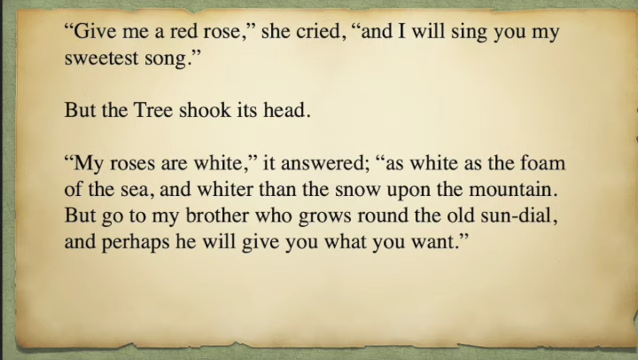 “Give me a red rose,” she cried, “and I will sing you my
sweetest song.”
But the Tree shook its head.
“My roses are white,” it answered; “as white as the foam
of the sea, and whiter than the snow upon the mountain.
But go to my brother who grows round the old sun-dial,
and perhaps he will give you what you want.”